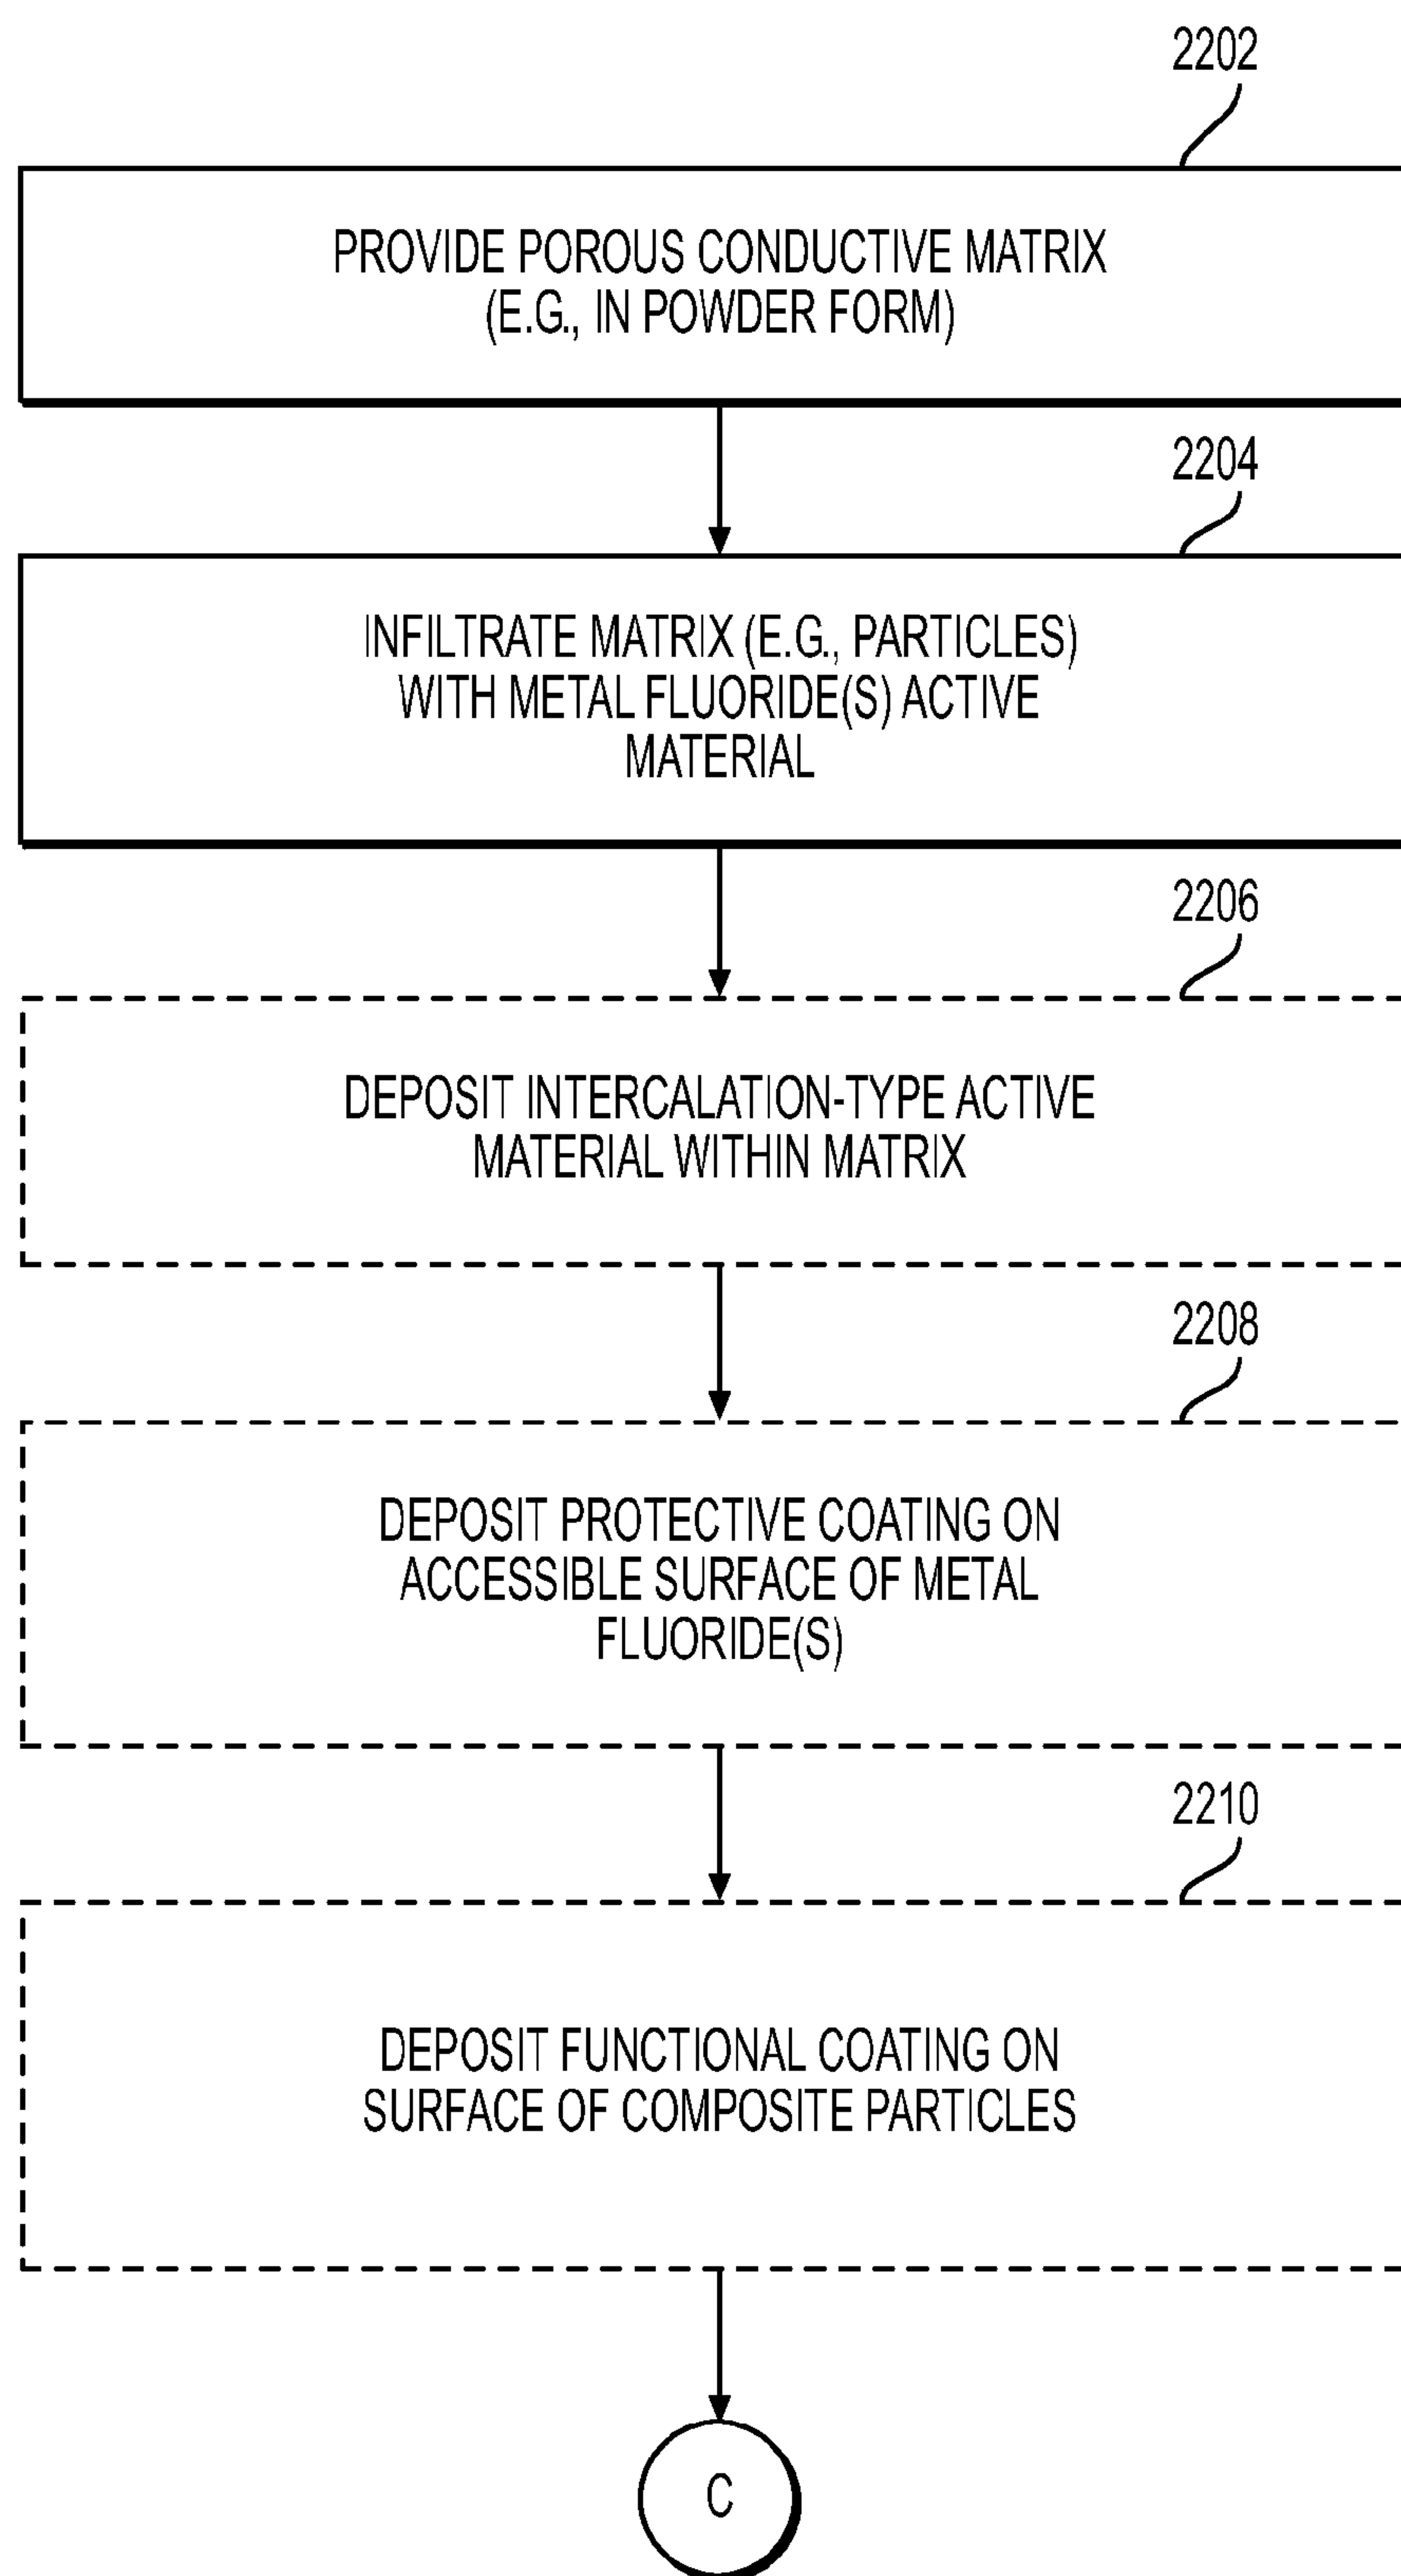 2202
PROVIDE POROUS CONDUCTIVE MATRIX
(E.G., IN POWDER FORM)
2204
INFILTRATE MATRIX (E.G., PARTICLES)
WITH METAL FLUORIDE(S) ACTIVE
MATERIAL
2206
DEPOSIT INTERCALATION-TYPE ACTIVE
MATERIAL WITHIN MATRIX
2208
DEPOSIT PROTECTIVE COATING ON
ACCESSIBLE SURFACE OF METAL
FLUORIDE(S)
2210
DEPOSIT FUNCTIONAL COATING ON
SURFACE OF COMPOSITE PARTICLES
C